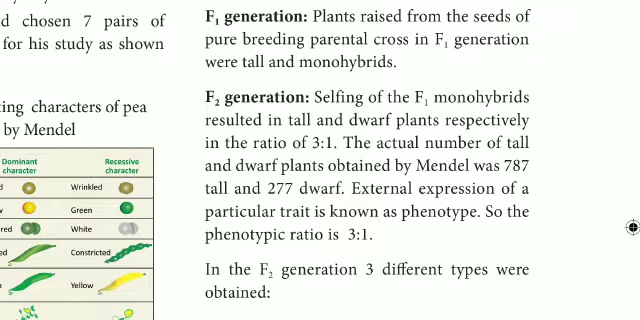 d chosen 7 pairs of
for his study as shown
ting characters of pea
by Mendel
Dominant character
Recessive character
Wrinkled
Green
White
Constricted
Yellow
F₁ generation: Plants raised from the seeds of
pure breeding parental cross in F₁ generation
were tall and monohybrids.
F₂ generation: Selfing of the F₁ monohybrids
resulted in tall and dwarf plants respectively
in the ratio of 3:1. The actual number of tall
and dwarf plants obtained by Mendel was 787
tall and 277 dwarf. External expression of a
particular trait is known as phenotype. So the
phenotypic ratio is 3:1.
In the F₂ generation 3 different types were
obtained: